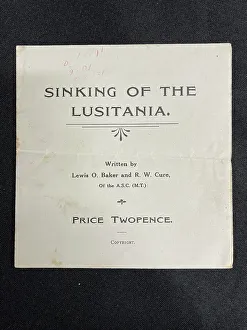 SINKING OF THE
LUSITANIA.
Written by
Lewis O. Baker and R. W. Cure,
Of the A.S.C. (M.T.)
PRICE TWOPENCE.
COPYRIGHT.